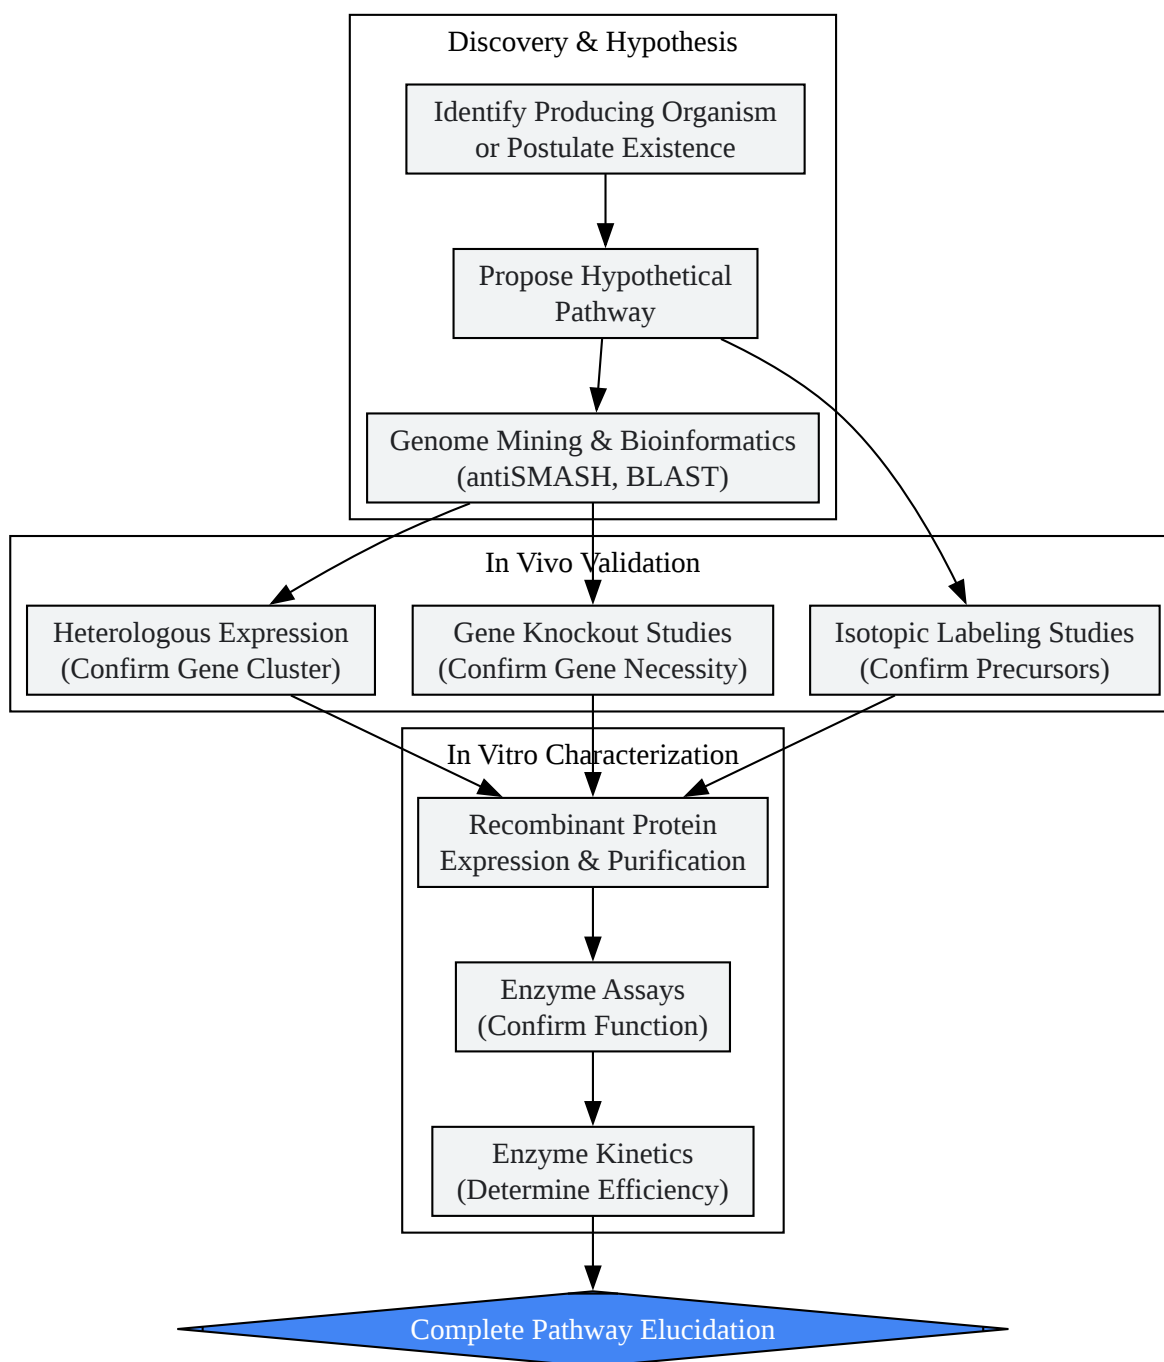 Discovery & Hypothesis
Identify Producing Organism
or Postulate Existence
Propose Hypothetical
Pathway
Genome Mining & Bioinformatics
(antiSMASH, BLAST)
In Vivo Validation
Heterologous Expression
(Confirm Gene Cluster)
Gene Knockout Studies
(Confirm Gene Necessity)
Isotopic Labeling Studies
(Confirm Precursors)
In Vitro Characterization
Recombinant Protein
Expression & Purification
Enzyme Assays
(Confirm Function)
Enzyme Kinetics
(Determine Efficiency)
Complete Pathway Elucidation